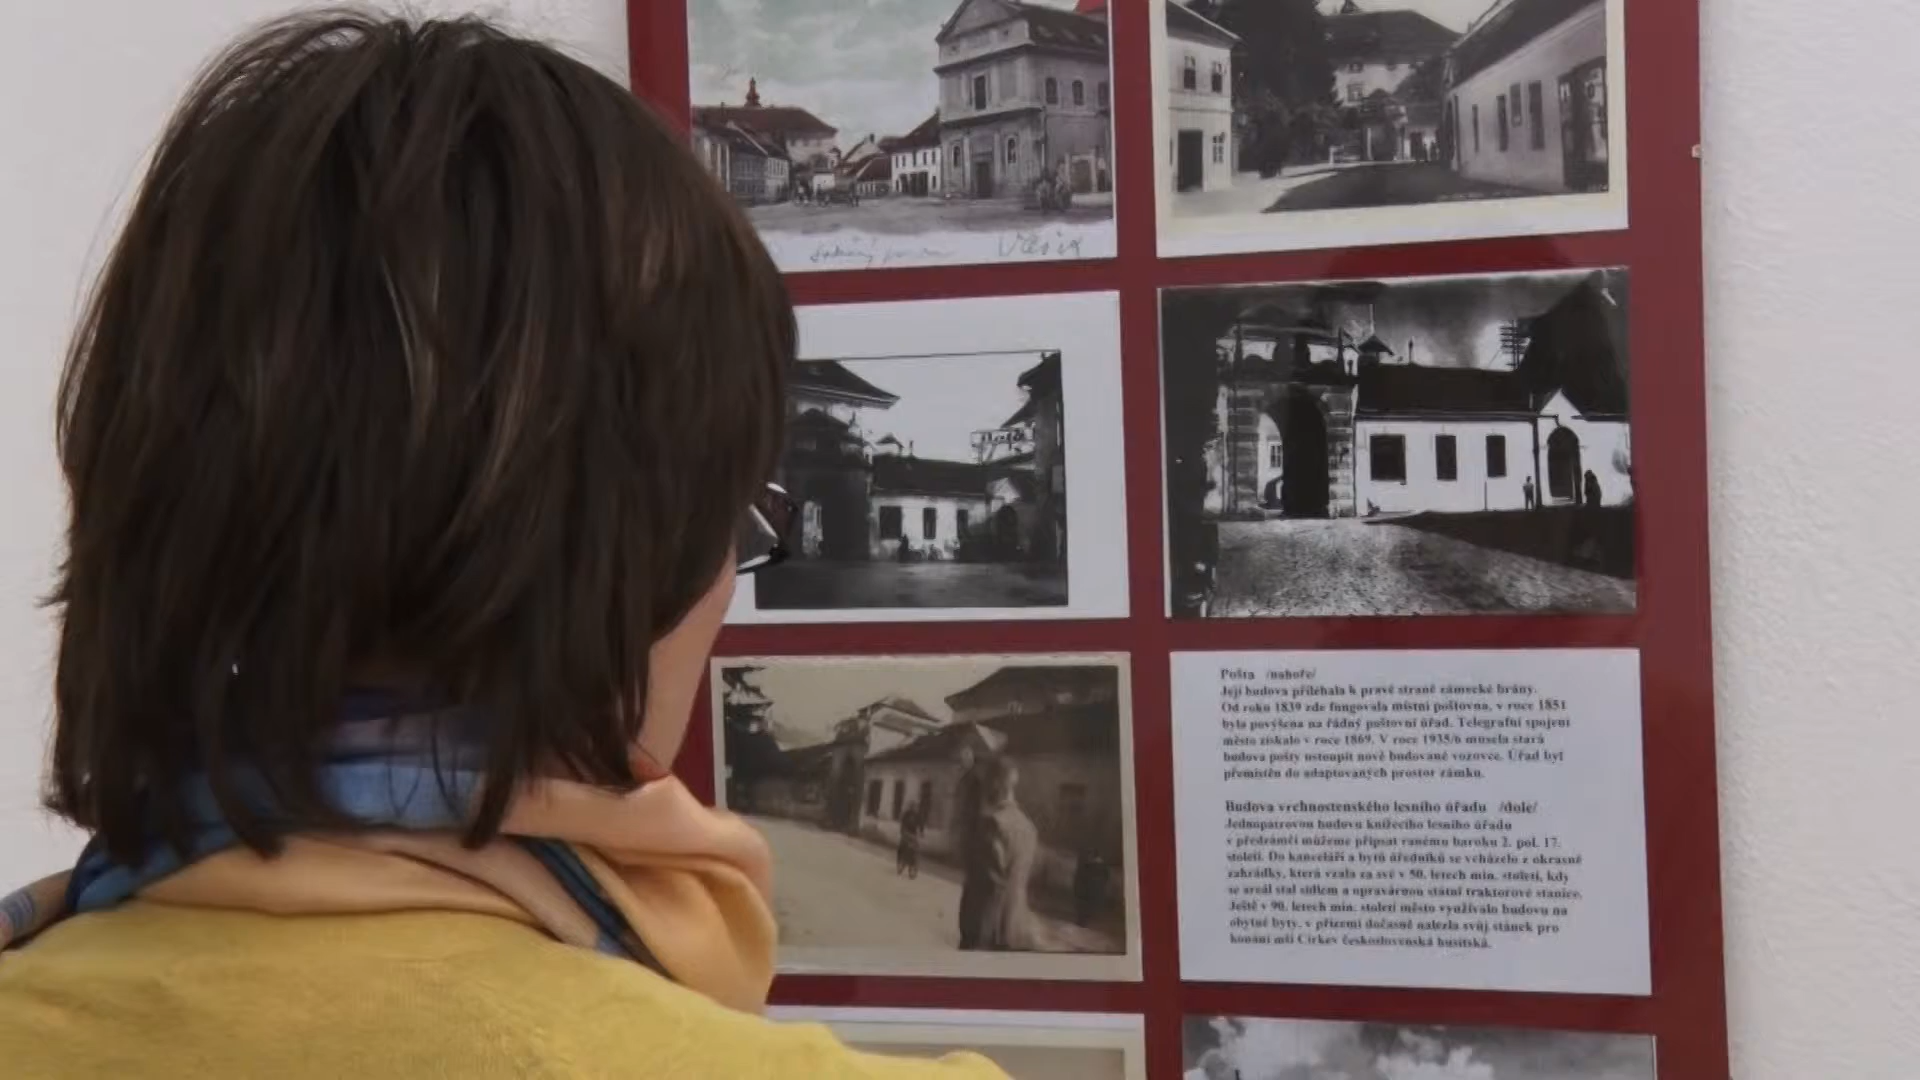 Pošta /nahoře/
Její budova přiléhala k pravé straně zámecké brány.
Od roku 1839 zde fungovala místní poštovna, v roce 1851
byla povýšena na řádný poštovní úřad. Telegrafní spojení
město získalo v roce 1869. V roce 1935/6 musela stará
budova pošty ustoupit nově budované vozovce. Úřad byl
přemístěn do adaptovaných prostor zámku.
Budova vrchnostenského lesního úřadu /dole/
Jednopatrovou budovu knížecího lesního úřadu
v předzámčí můžeme připsat ranému baroku 2. pol. 17.
století. Do kanceláří a bytů úředníků se vcházelo z okrasné
zahrádky, která vzala za své v 50. letech min. století, kdy
se areál stal sídlem a opravárnou státní traktorové stanice.
Ještě v 90. letech min. století město využívalo budovu na
obytné byty, v přízemí dočasně nalezla svůj stánek pro
konání mší Církev československá husitská.